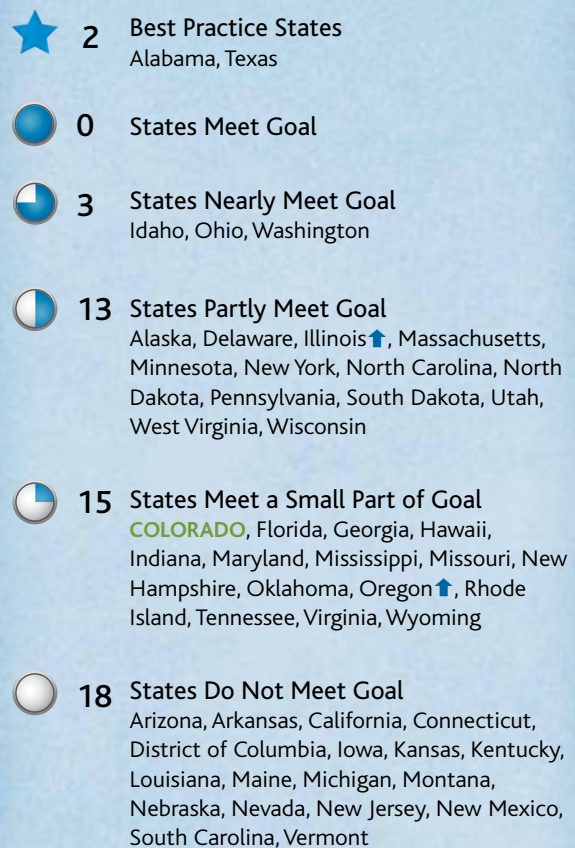 2 Best Practice States
Alabama, Texas
0 States Meet Goal
3 States Nearly Meet Goal
Idaho, Ohio, Washington
13 States Partly Meet Goal
Alaska, Delaware, Illinois⬆, Massachusetts,
Minnesota, New York, North Carolina, North
Dakota, Pennsylvania, South Dakota, Utah,
West Virginia, Wisconsin
15 States Meet a Small Part of Goal
COLORADO, Florida, Georgia, Hawaii,
Indiana, Maryland, Mississippi, Missouri, New
Hampshire, Oklahoma, Oregon⬆, Rhode
Island, Tennessee, Virginia, Wyoming
18 States Do Not Meet Goal
Arizona, Arkansas, California, Connecticut,
District of Columbia, Iowa, Kansas, Kentucky,
Louisiana, Maine, Michigan, Montana,
Nebraska, Nevada, New Jersey, New Mexico,
South Carolina, Vermont